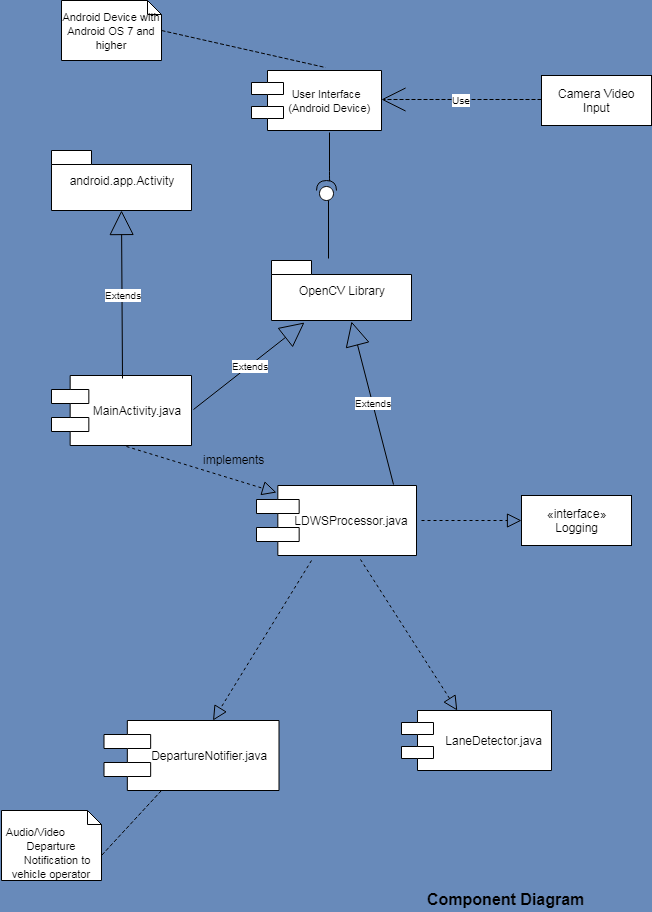 Android Device with
Android OS 7 and
higher
User Interface
(Android Device)
Use
Camera Video
Input
android.app.Activity
Extends
OpenCV Library
Extends
Extends
MainActivity.java
implements
LDWSProcessor.java
«interface»
Logging
DepartureNotifier.java
LaneDetector.java
Audio/Video
Departure
Notification to
vehicle operator
Component Diagram